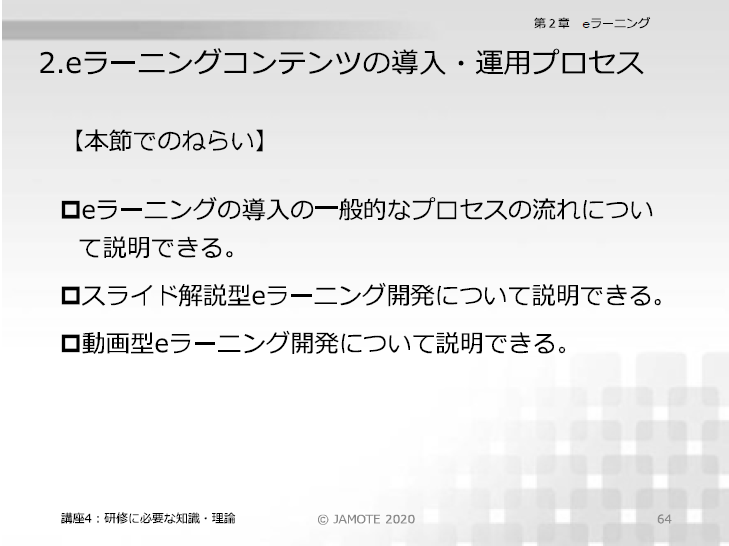 第2章　eラーニング
2.eラーニングコンテンツの導入・運用プロセス
【本節でのねらい】
eラーニングの導入の一般的なプロセスの流れについ
て説明できる。
スライド解説型eラーニング開発について説明できる。
動画型eラーニング開発について説明できる。
講座4：研修に必要な知識・理論
© JAMOTE 2020
64